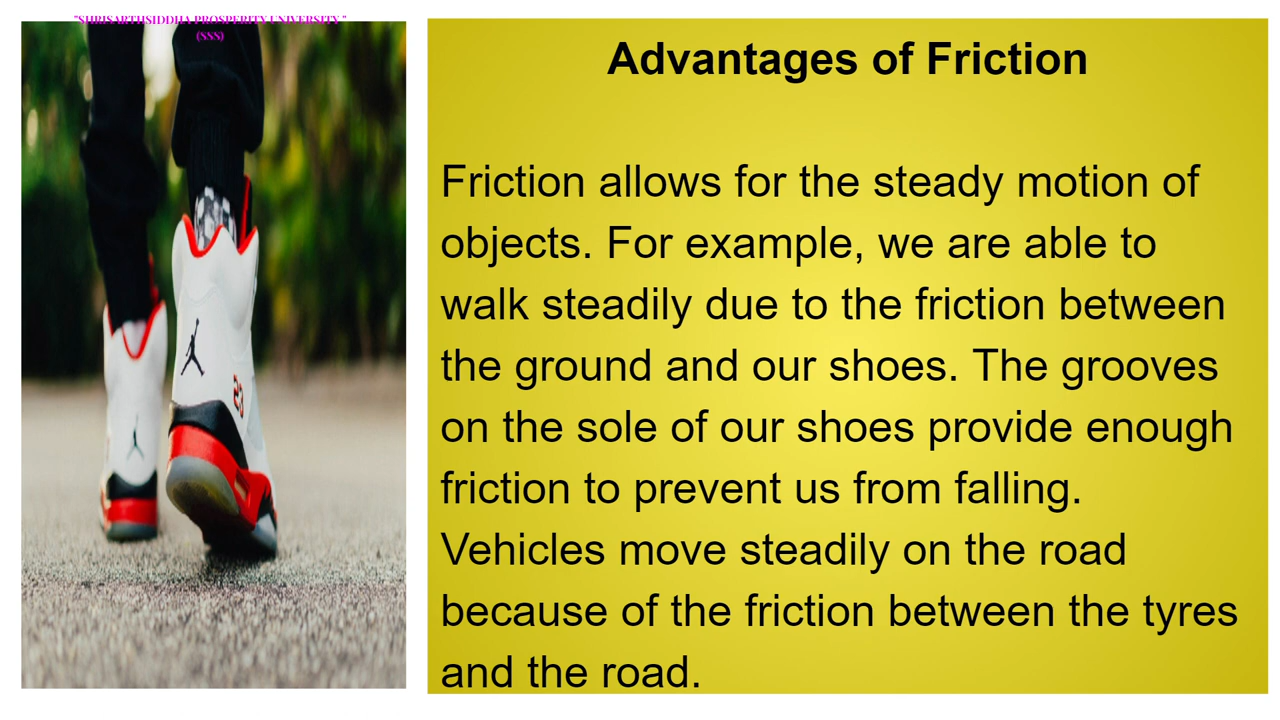 "SHRISARTHSIDDHA PROSPERITY UNIVERSITY "
(SSS)
23
Advantages of Friction
Friction allows for the steady motion of
objects. For example, we are able to
walk steadily due to the friction between
the ground and our shoes. The grooves
on the sole of our shoes provide enough
friction to prevent us from falling.
Vehicles move steadily on the road
because of the friction between the tyres
and the road.